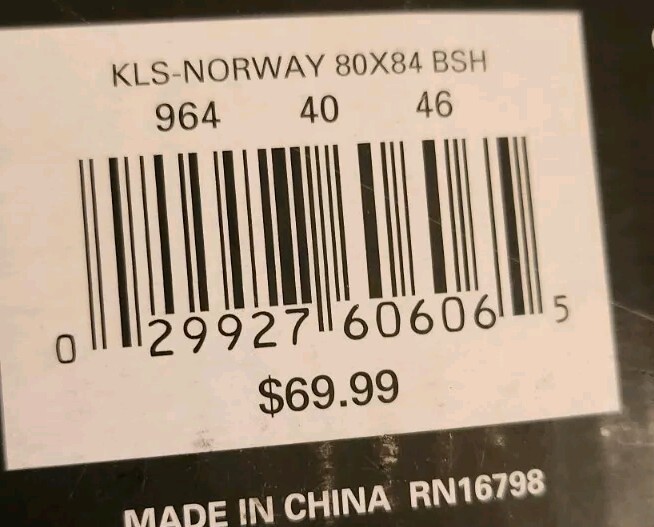 KLS-NORWAY 80X84 BSH
964 40 46
0 29927 60606 5
$69.99
MADE IN CHINA RN16798